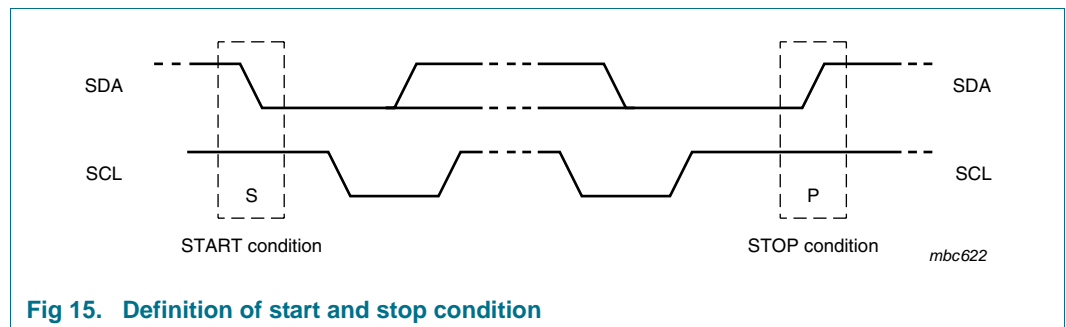 SDA SDA
SCL SCL
S P
START condition STOP condition
mbc622
Fig 15. Definition of start and stop condition